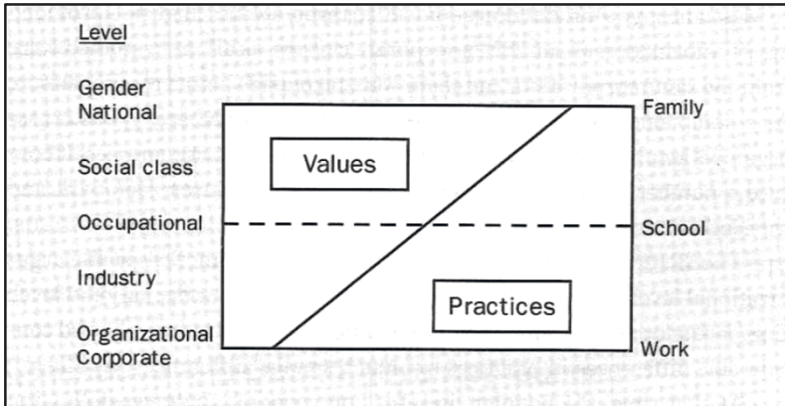 Level
Gender
National
Family
Values
Social class
Occupational
School
Industry
Practices
Organizational
Corporate
Work